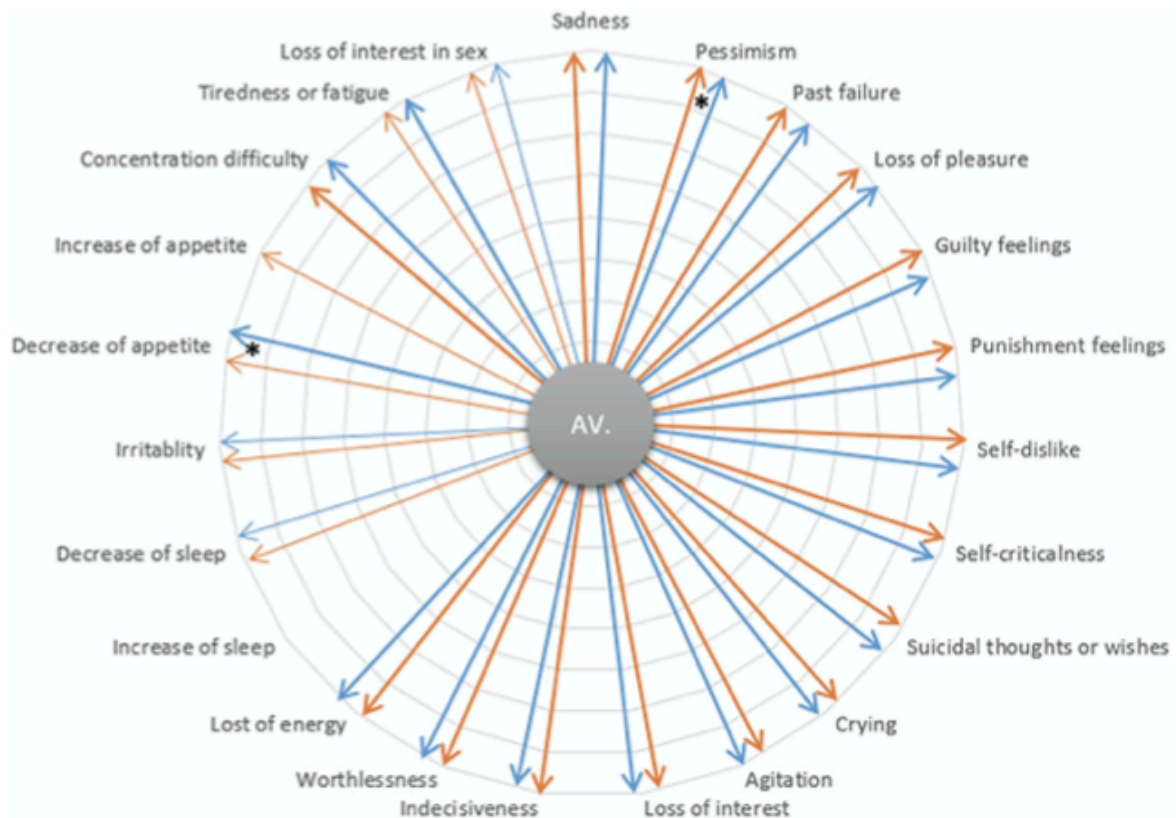 Sadness
Loss of interest in sex
Pessimism
Tiredness or fatigue
Past failure
*
Concentration difficulty
Loss of pleasure
Increase of appetite
Guilty feelings
Decrease of appetite
*
Punishment feelings
AV.
Irritablity
Self-dislike
Decrease of sleep
Self-criticalness
Increase of sleep
Suicidal thoughts or wishes
Lost of energy
Crying
Worthlessness
Agitation
Indecisiveness
Loss of interest